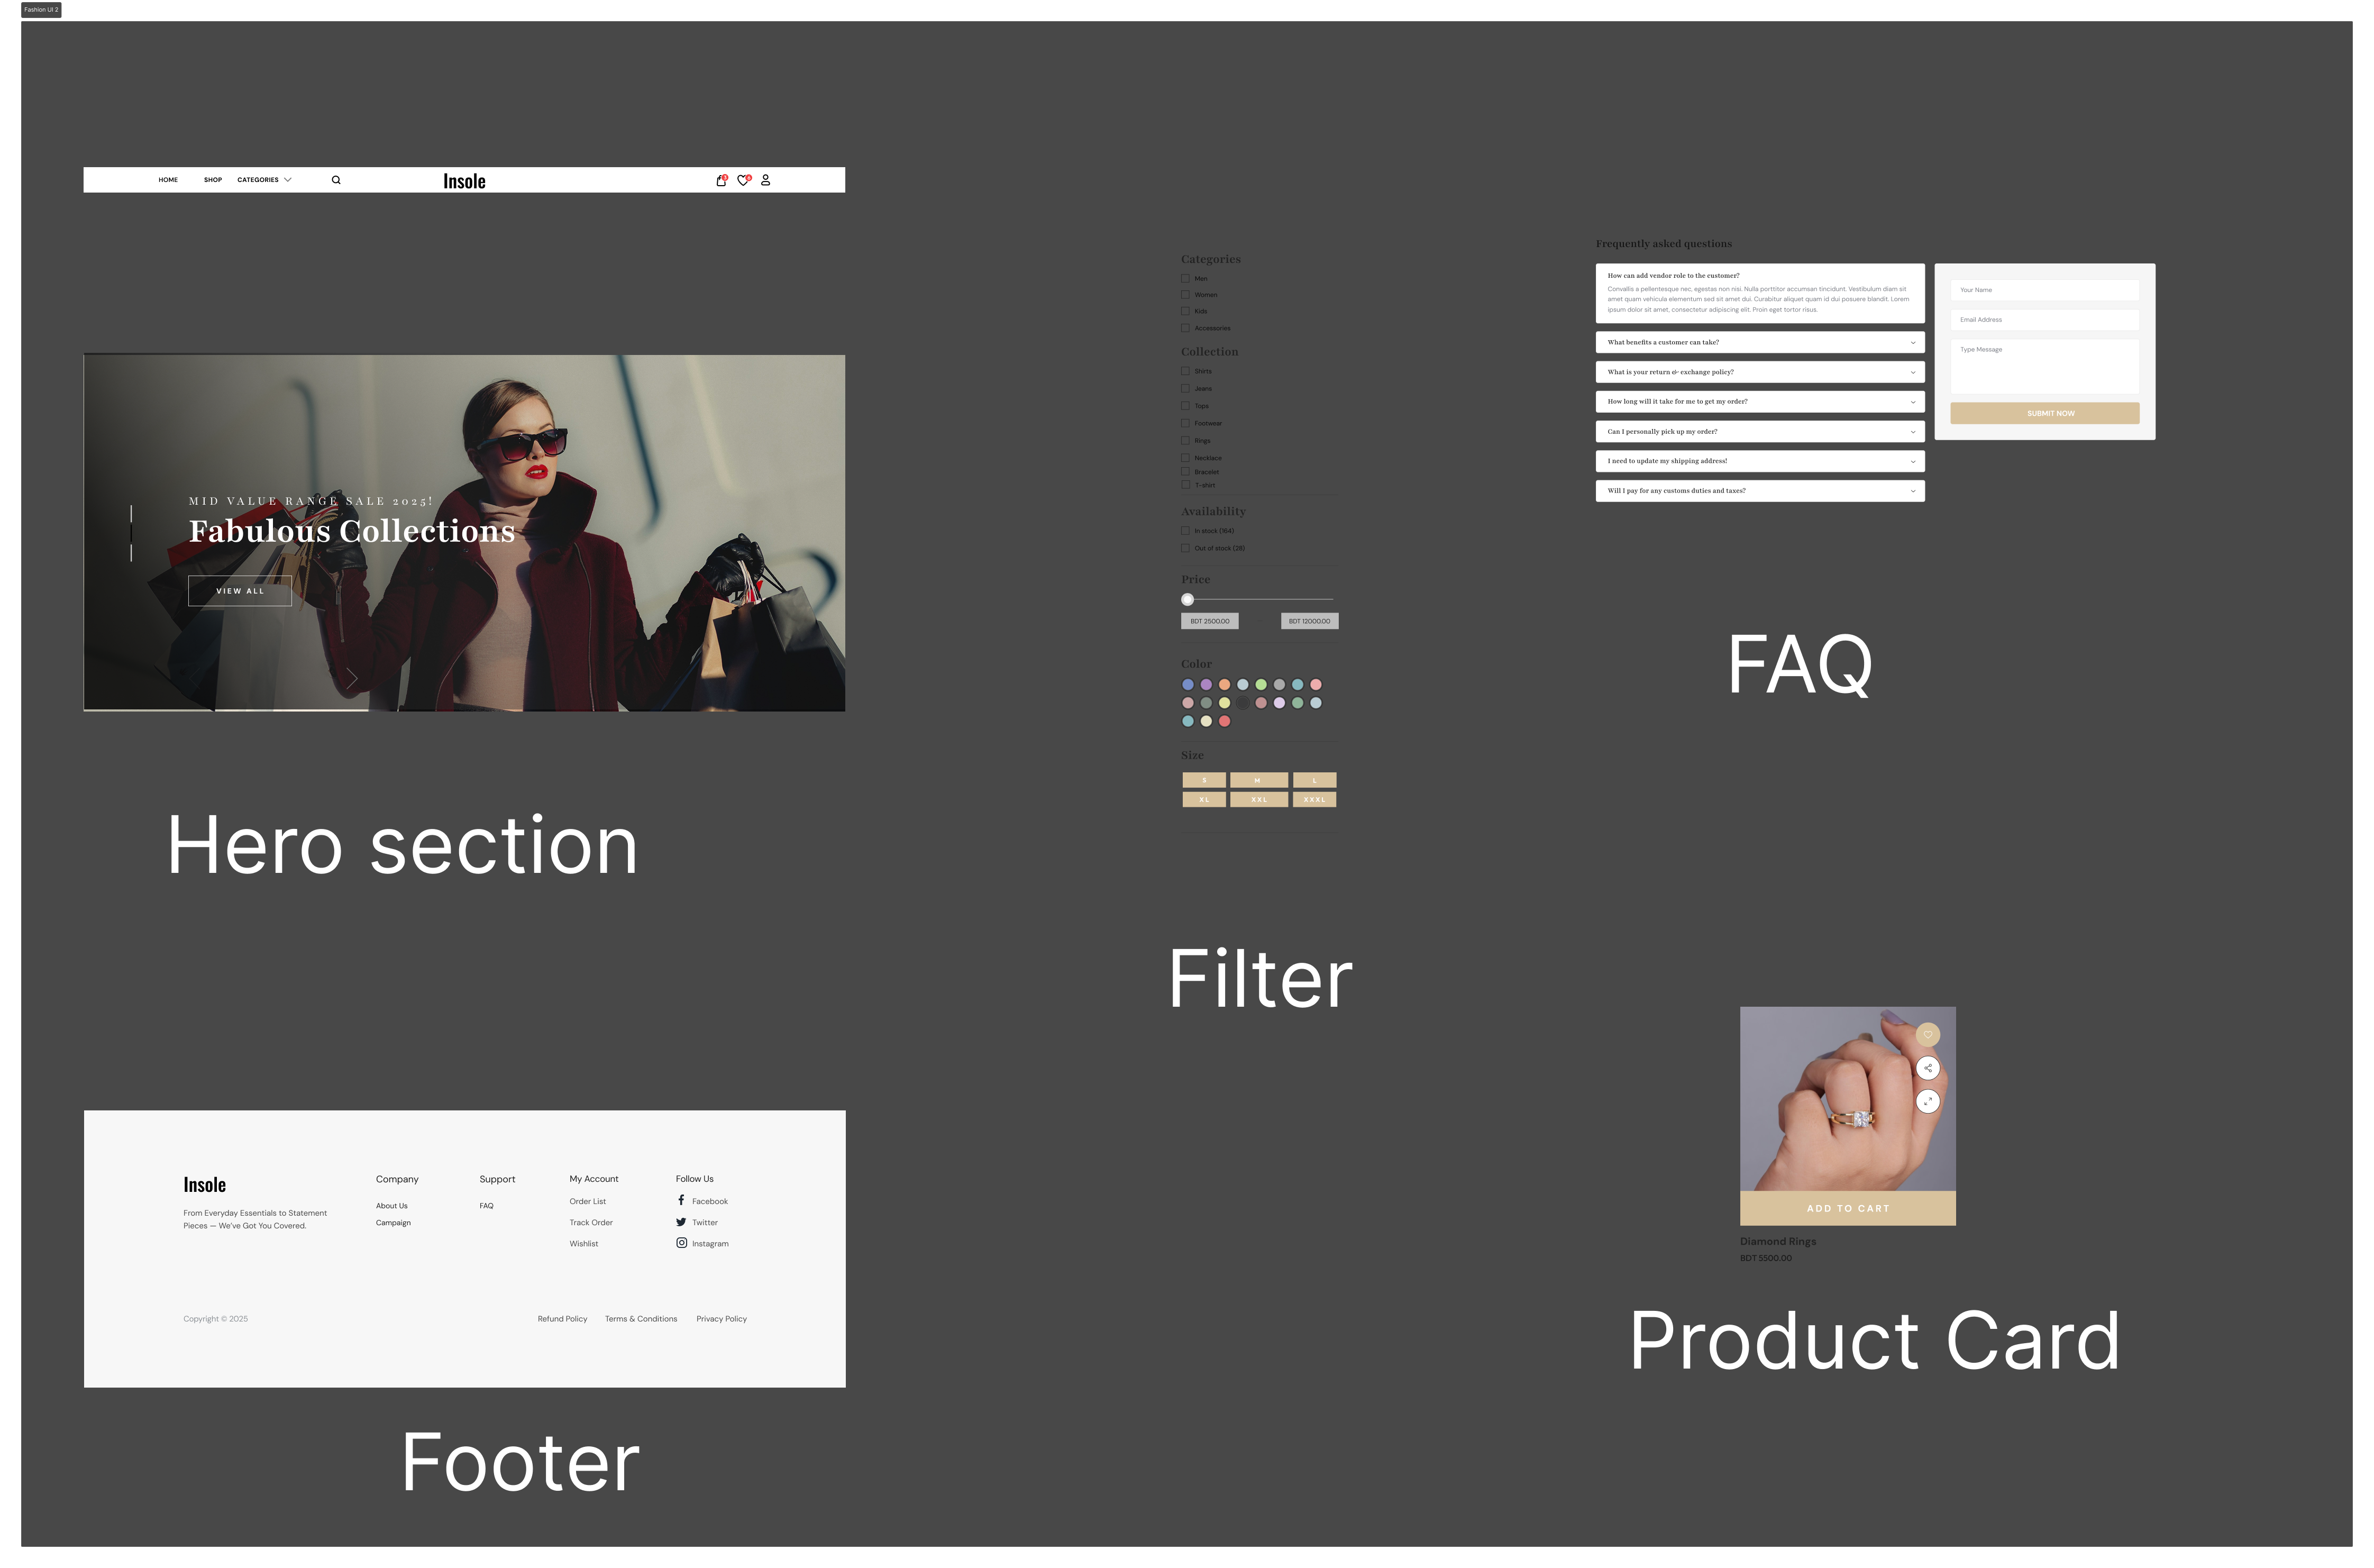 Fashion UI 2
HOME SHOP CATEGORIES
Insole
MID VALUE RANGE SALE 2025!
Fabulous Collections
VIEW ALL
Hero section
Insole
From Everyday Essentials to Statement
Pieces — We've Got You Covered.
Company
About Us
Campaign
Support
FAQ
My Account
Order List
Track Order
Wishlist
Follow Us
Facebook
Twitter
Instagram
Copyright © 2025
Refund Policy Terms & Conditions Privacy Policy
Footer
Categories
Men
Women
Kids
Accessories
Collection
Shirts
Jeans
Tops
Footwear
Rings
Necklace
Bracelet
T-shirt
Availability
In stock (164)
Out of stock (28)
Price
BDT 2500.00 BDT 12000.00
Color
Size
S M L
XL XXL XXXL
Filter
Frequently asked questions
How can add vendor role to the customer?
Convallis a pellentesque nec, egestas non nisi. Nulla porttitor accumsan tincidunt. Vestibulum diam sit
amet quam vehicula elementum sed sit amet dui. Curabitur aliquet quam id dui posuere blandit. Lorem
ipsum dolor sit amet, consectetur adipiscing elit. Proin eget tortor risus.
What benefits a customer can take?
What is your return & exchange policy?
How long will it take for me to get my order?
Can I personally pick up my order?
I need to update my shipping address!
Will I pay for any customs duties and taxes?
Your Name
Email Address
Type Message
SUBMIT NOW
FAQ
ADD TO CART
Diamond Rings
BDT 5500.00
Product Card